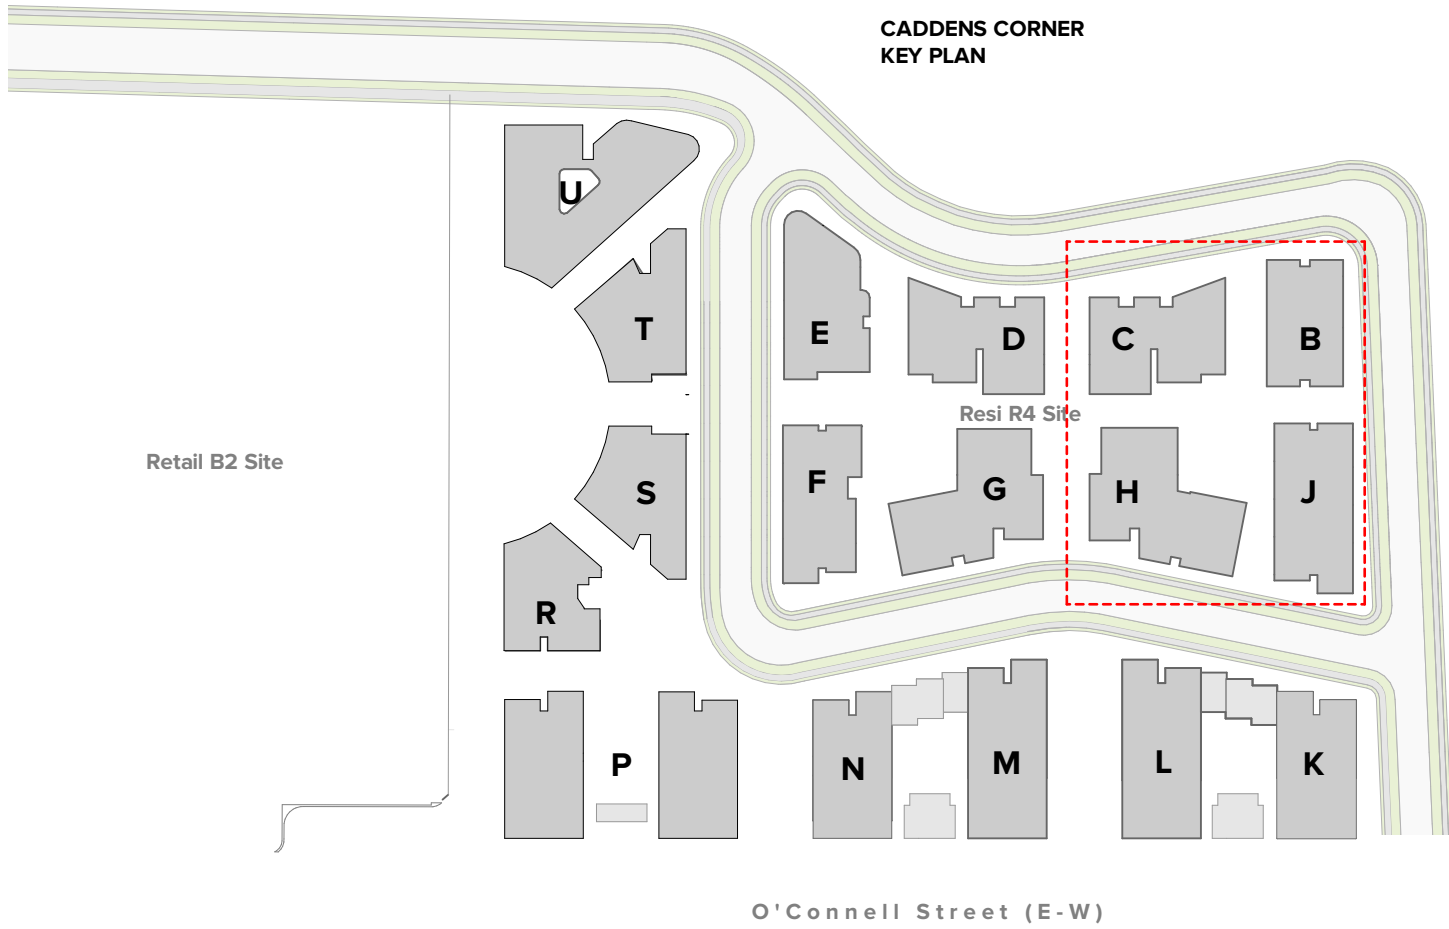 CADDENS CORNER
KEY PLAN
U
T
E
D
C
B
Resi R4 Site
Retail B2 Site
S
F
G
H
J
R
P
N
M
L
K
O'Connell Street (E-W)